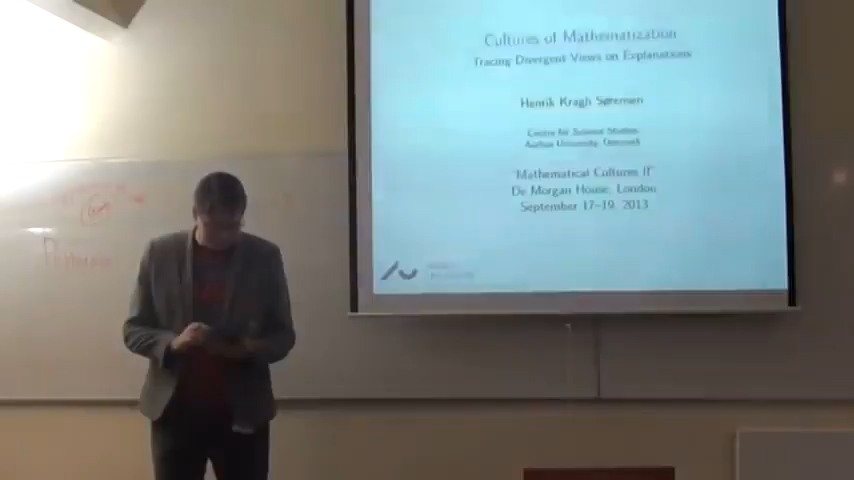 Cultures of Mathematization
Tracing Divergent Views on Explanations
Henrik Kragh Sørensen
Centre for Science Studies
Aarhus University, Denmark
"Mathematical Cultures II"
De Morgan House, London
September 17–19, 2013